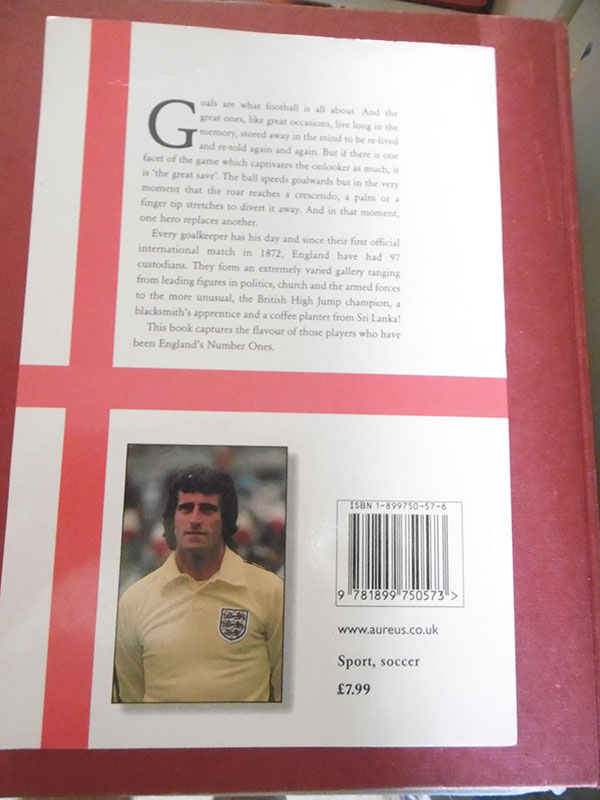 Goals are what football is all about. And the
great ones, like great occasions, live long in the
memory, stored away in the mind to be re-lived
and re-told again and again. But if there is one
facet of the game which captivates the onlooker as much, it
is ‘the great save’. The ball speeds goalwards but in the very
moment that the roar reaches a crescendo, a palm or a
finger tip stretches to divert it away. And in that moment,
one hero replaces another.
Every goalkeeper has his day and since their first official
international match in 1872, England have had 97
custodians. They form an extremely varied gallery ranging
from leading figures in politics, church and the armed forces
to the more unusual, the British High Jump champion, a
blacksmith's apprentice and a coffee planter from Sri Lanka!
This book captures the flavour of those players who have
been England's Number Ones.
ISBN 1-899750-57-6
9 781899 750573 >
www.aureus.co.uk
Sport, soccer
£7.99